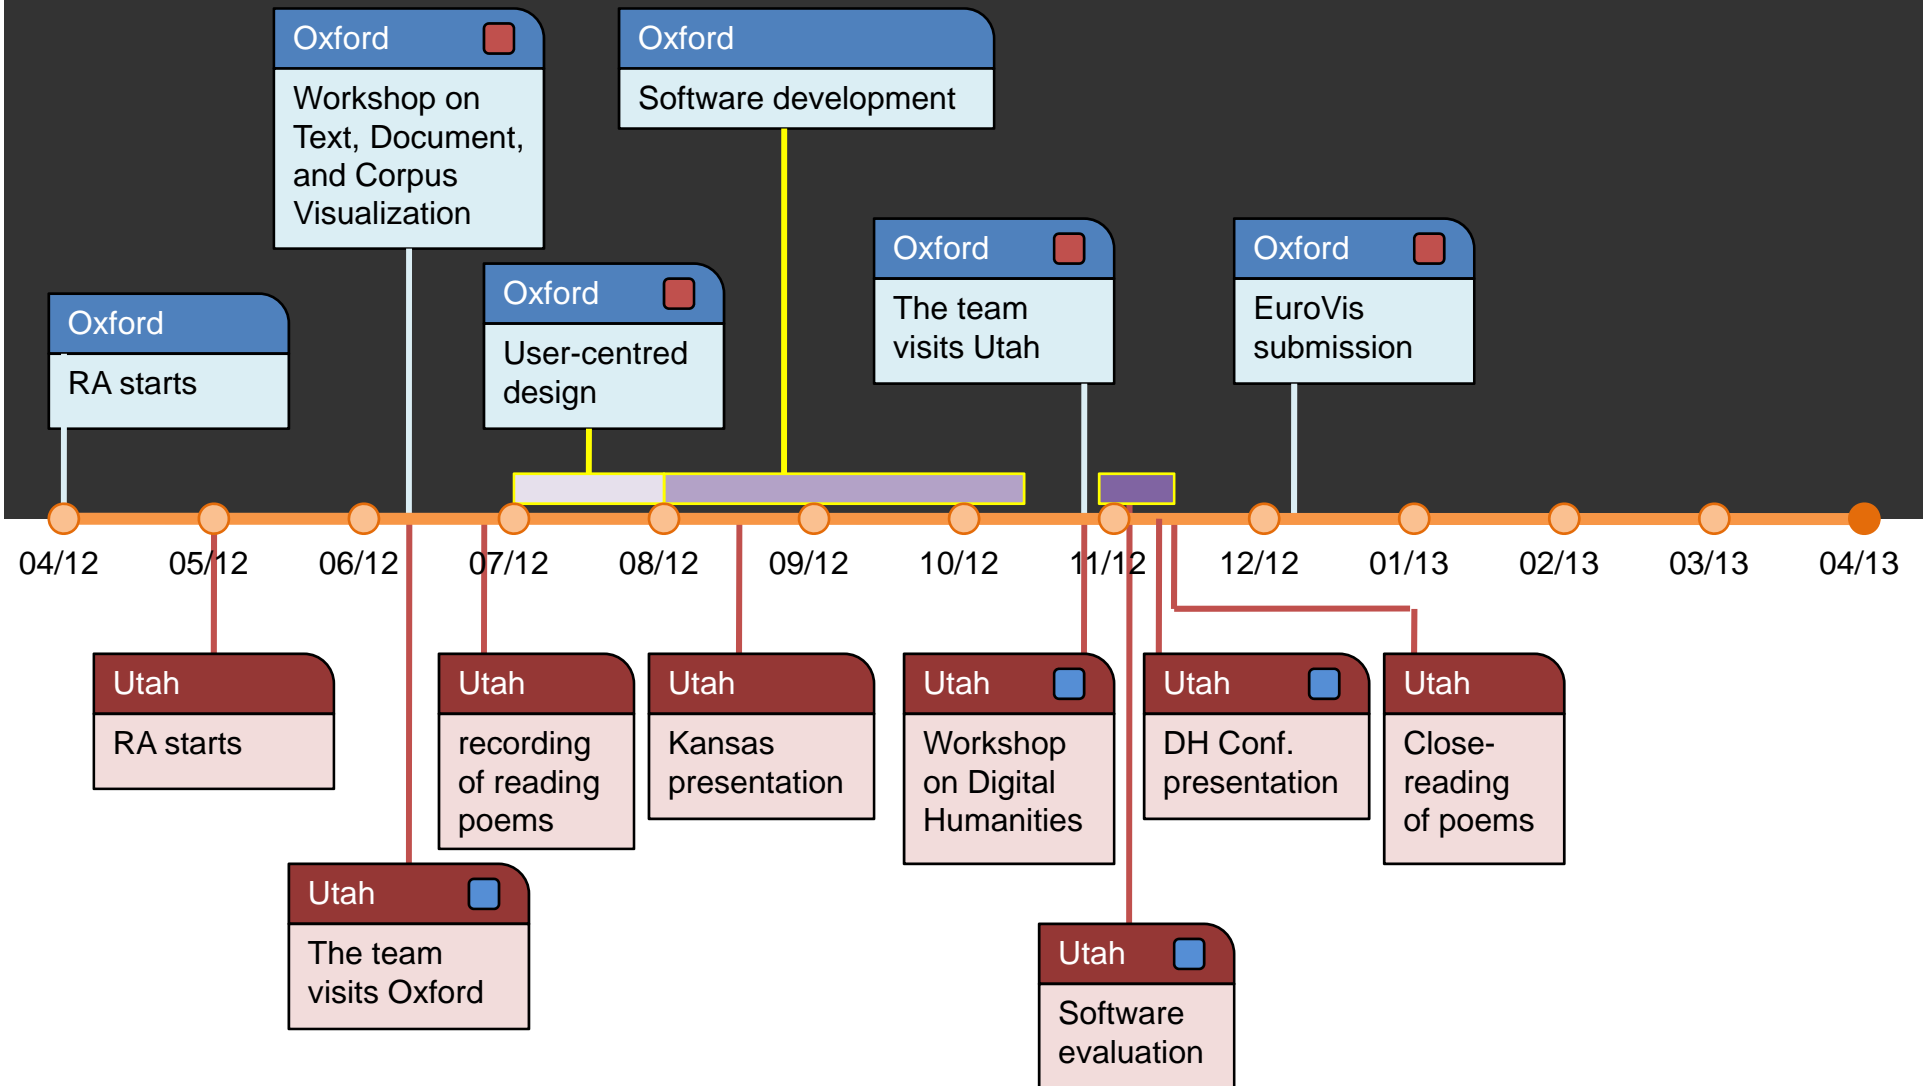 Oxford
Workshop on
Text, Document,
and Corpus
Visualization
Oxford
Software development
Oxford
RA starts
Oxford
User-centred
design
Oxford
The team
visits Utah
Oxford
EuroVis
submission
04/12 05/12 06/12 07/12 08/12 09/12 10/12 11/12 12/12 01/13 02/13 03/13 04/13
Utah
RA starts
Utah
recording
of reading
poems
Utah
Kansas
presentation
Utah
Workshop
on Digital
Humanities
Utah
DH Conf.
presentation
Utah
Close-
reading
of poems
Utah
The team
visits Oxford
Utah
Software
evaluation